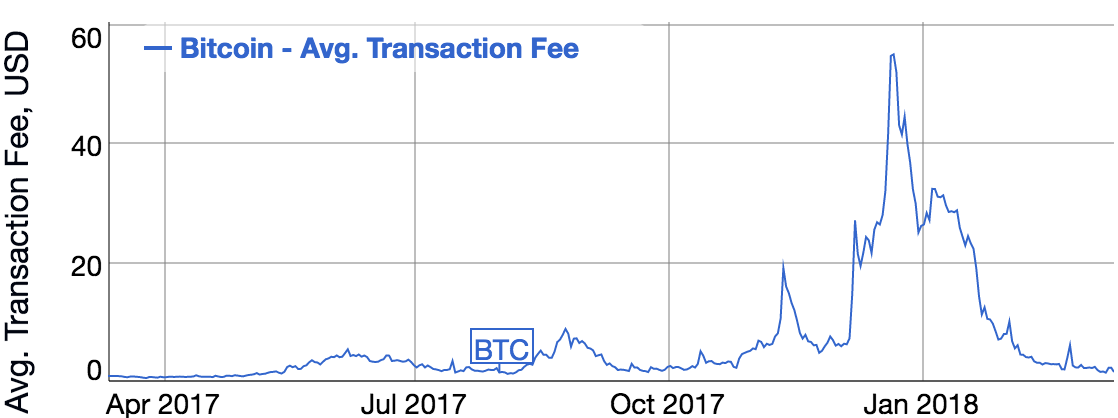 Bitcoin - Avg. Transaction Fee
Avg. Transaction Fee, USD
60
40
20
0
BTC
Apr 2017 Jul 2017 Oct 2017 Jan 2018